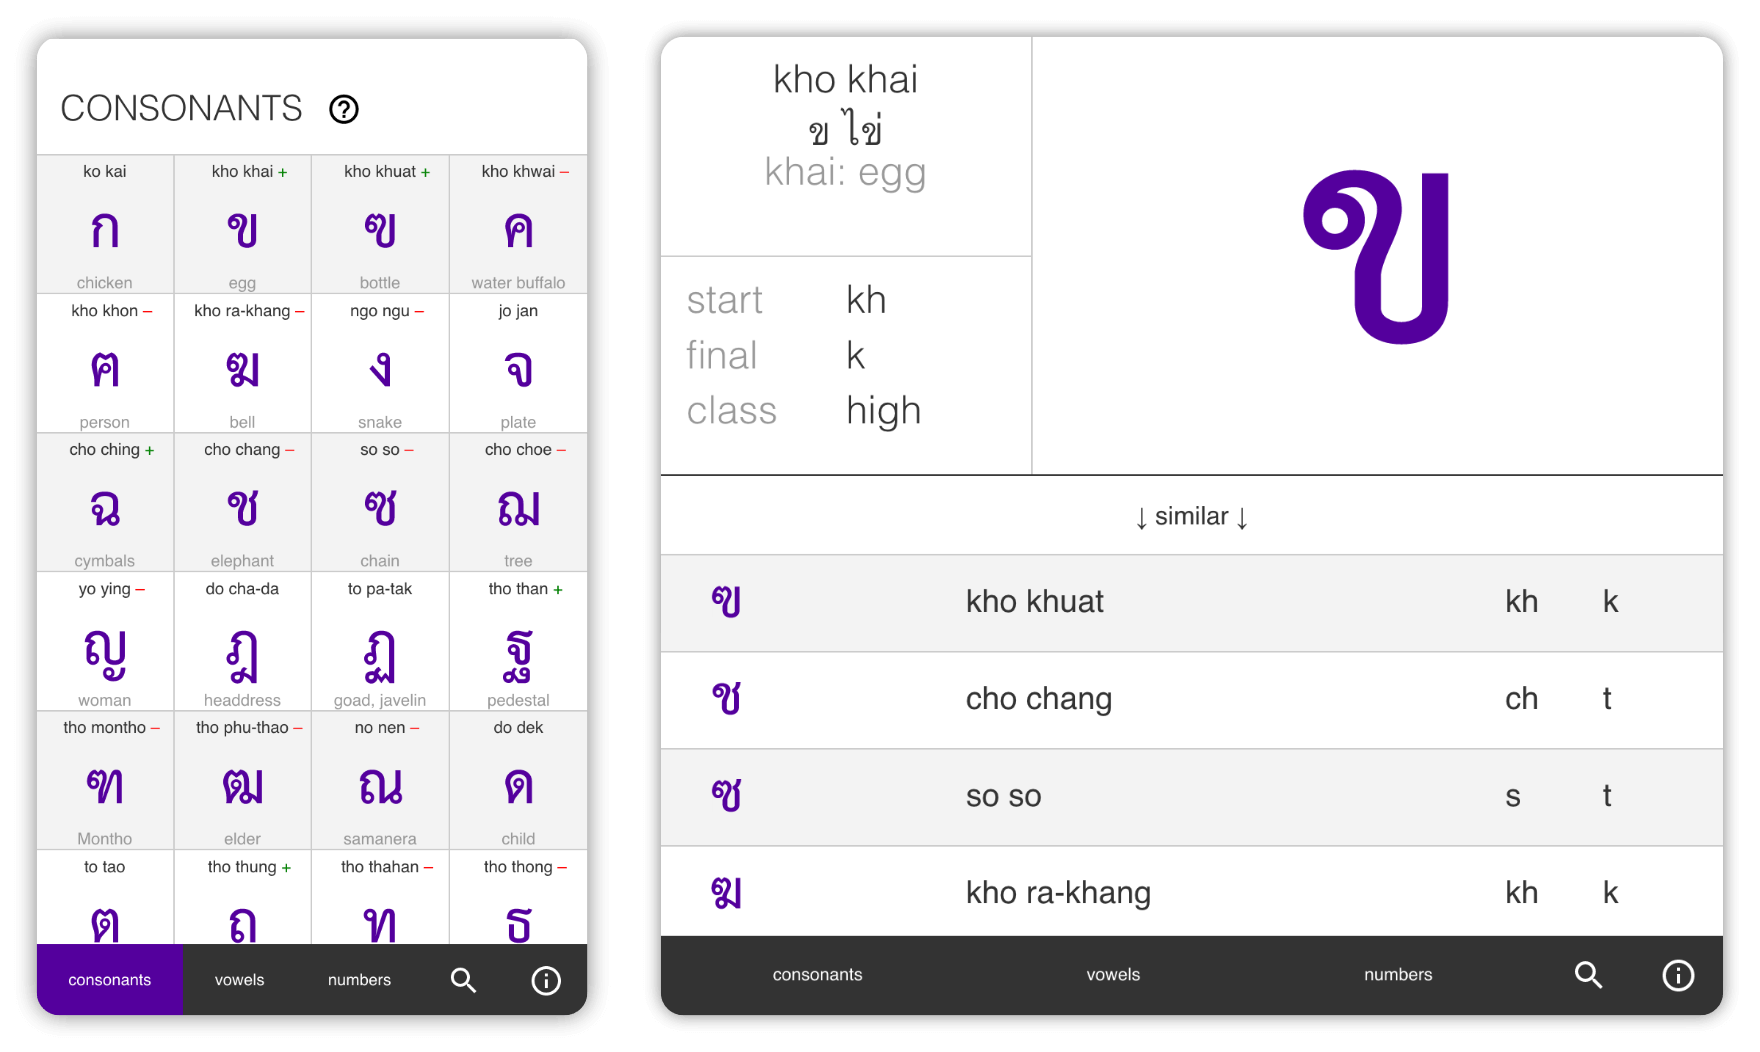 CONSONANTS ?
ko kai
kho khai +
kho khuat +
kho khwai –
ก
ข
ฃ
ค
chicken
egg
bottle
water buffalo
kho khon –
kho ra-khang –
ngo ngu –
jo jan
ฅ
ฆ
ง
จ
person
bell
snake
plate
cho ching +
cho chang –
so so –
cho choe –
ฉ
ช
ซ
ฌ
cymbals
elephant
chain
tree
yo ying –
do cha-da
to pa-tak
tho than +
ญ
ฎ
ฏ
ฐ
woman
headdress
goad, javelin
pedestal
tho montho –
tho phu-thao –
no nen –
do dek
ฑ
ฒ
ณ
ด
Montho
elder
samanera
child
to tao
tho thung +
tho thahan –
tho thong –
ต
ถ
ท
ธ
consonants vowels numbers
kho khai
ข ไข่
khai: egg
start kh
final k
class high
ข
↓ similar ↓
ฃ kho khuat kh k
ช cho chang ch t
ซ so so s t
ฆ kho ra-khang kh k
consonants vowels numbers